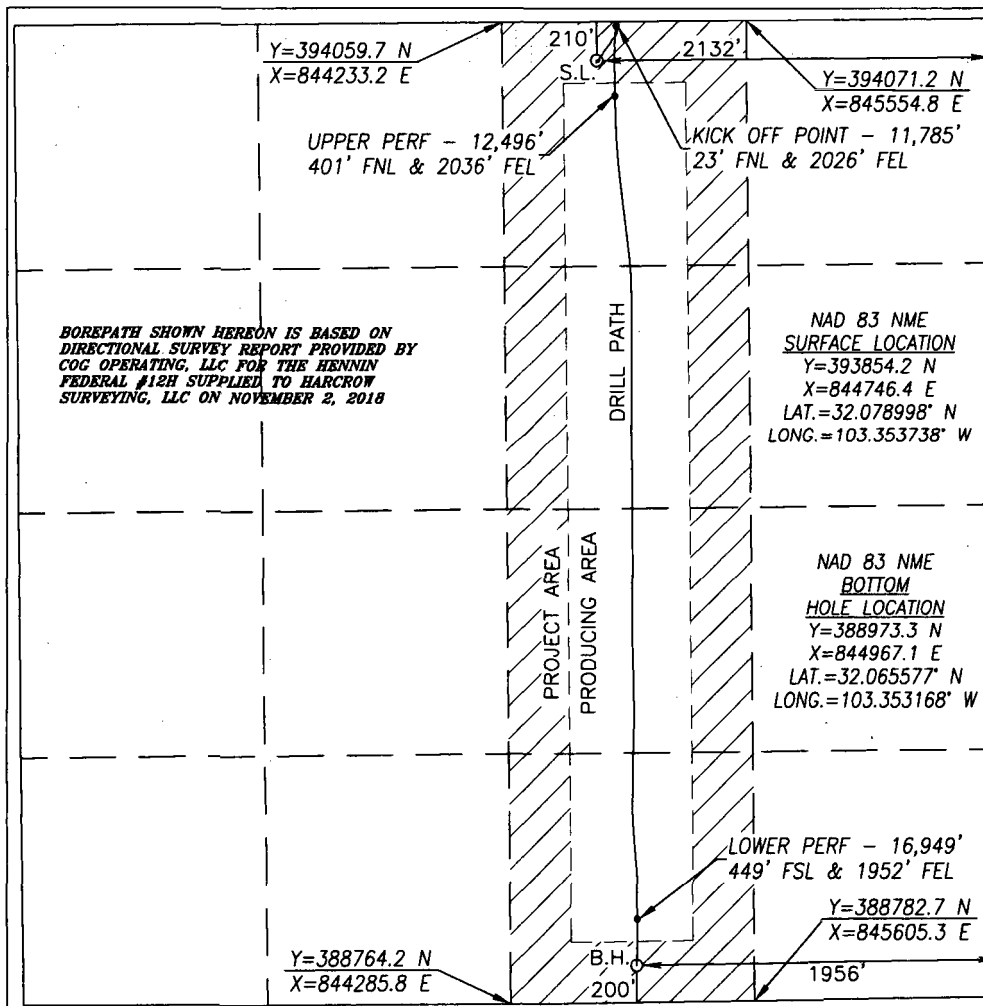 Y=394059.7 N
X=844233.2 E
210'
2132'
S.L.
Y=394071.2 N
X=845554.8 E
UPPER PERF - 12,496'
401' FNL & 2036' FEL
KICK OFF POINT - 11,785'
23' FNL & 2026' FEL
BOREPATH SHOWN HEREON IS BASED ON
DIRECTIONAL SURVEY REPORT PROVIDED BY
COG OPERATING, LLC FOR THE HENNIN
FEDERAL #12H SUPPLIED TO HARCROW
SURVEYING, LLC ON NOVEMBER 2, 2018
DRILL PATH
NAD 83 NME
SURFACE LOCATION
Y=393854.2 N
X=844746.4 E
LAT.=32.078998° N
LONG.=103.353738° W
PROJECT AREA
PRODUCING AREA
NAD 83 NME
BOTTOM
HOLE LOCATION
Y=388973.3 N
X=844967.1 E
LAT.=32.065577° N
LONG.=103.353168° W
LOWER PERF - 16,949'
449' FSL & 1952' FEL
Y=388782.7 N
X=845605.3 E
Y=388764.2 N
X=844285.8 E
B.H.
200'
1956'